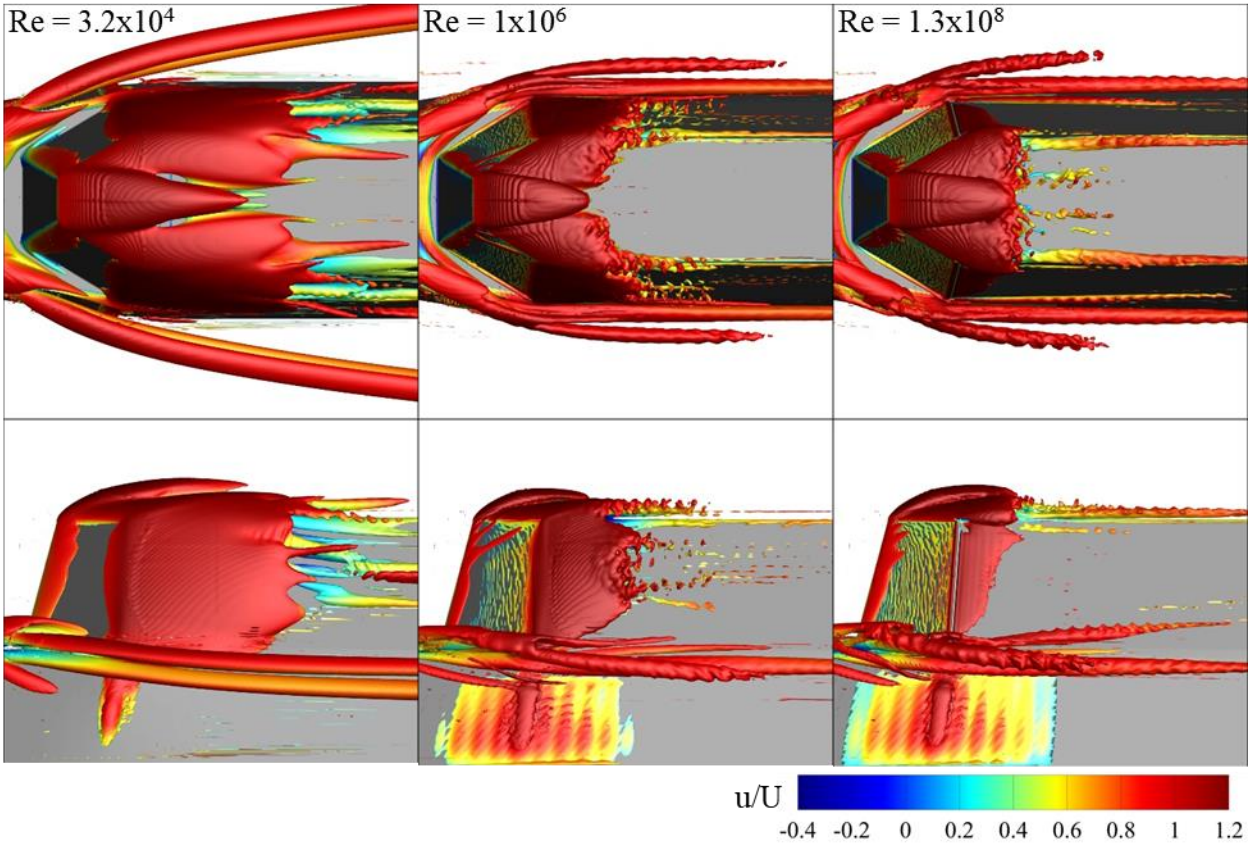 Re = 3.2x10⁴
Re = 1x10⁶
Re = 1.3x10⁸
u/U
-0.4 -0.2 0 0.2 0.4 0.6 0.8 1 1.2